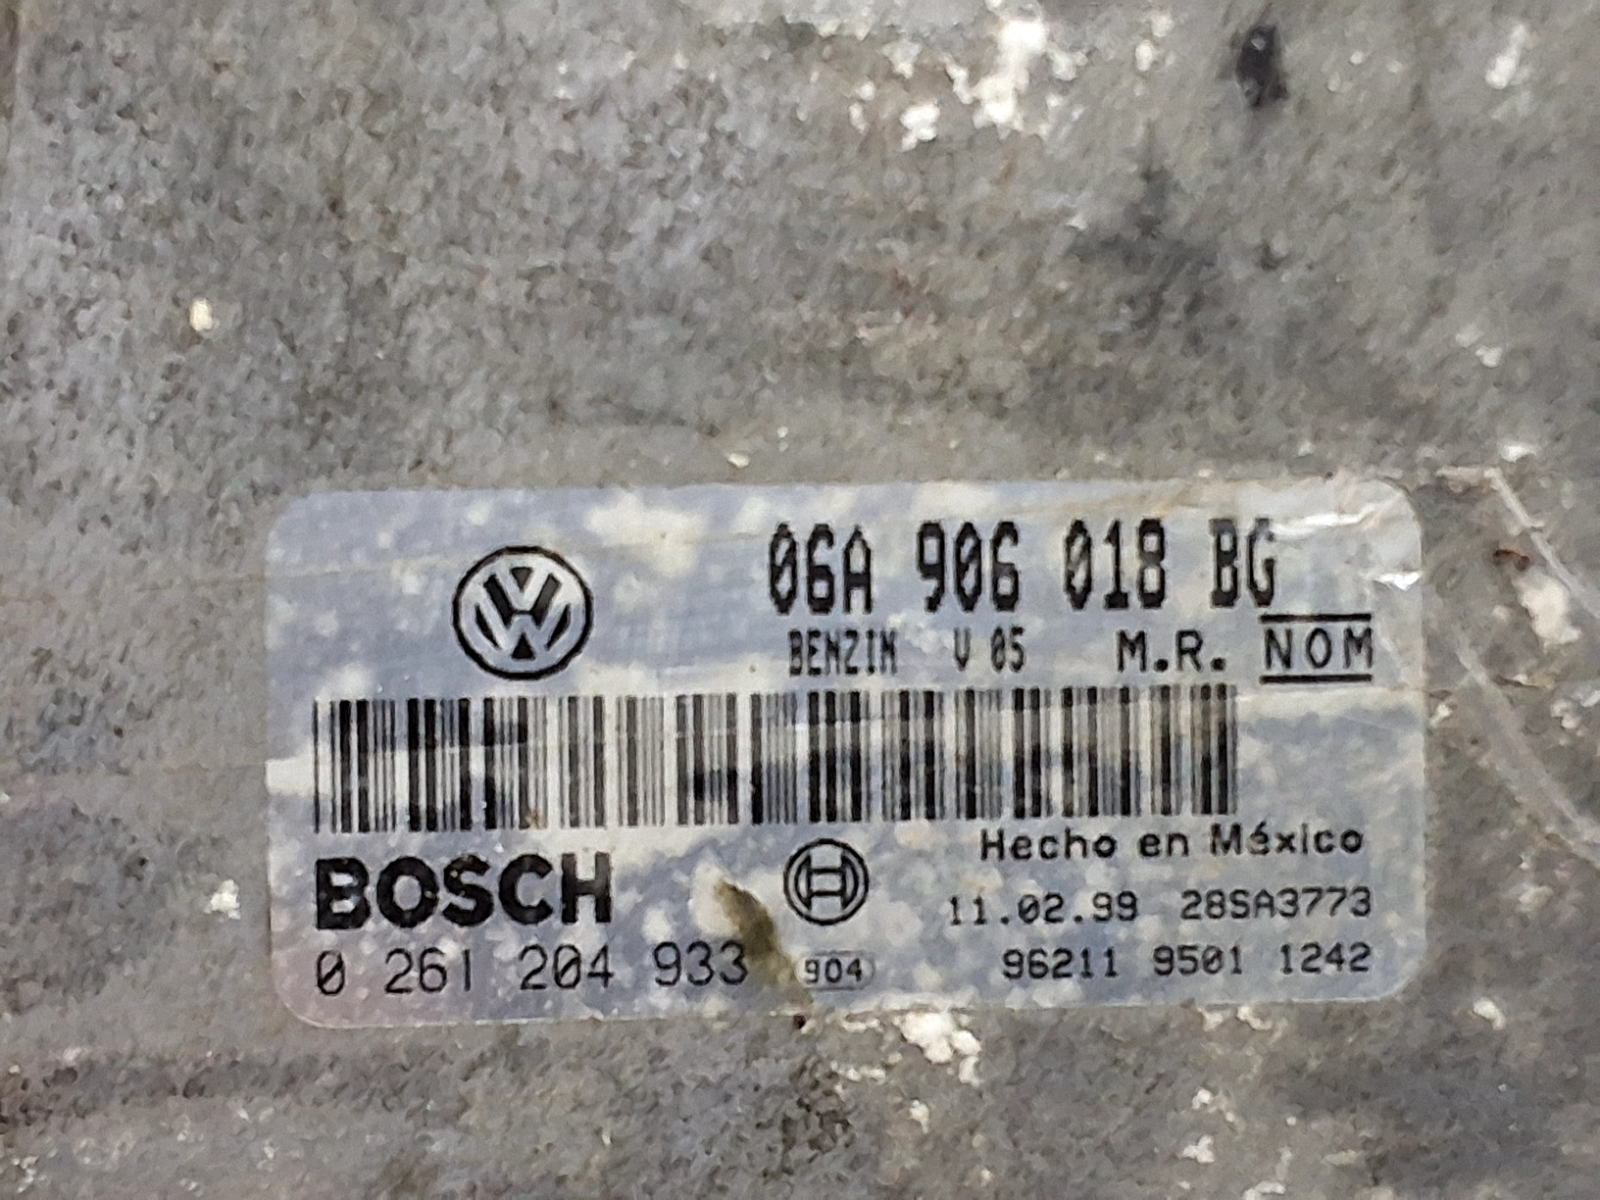 06A 906 018 BG
BENZIN V 05 M.R. NOM
BOSCH
Hecho en México
11.02.99 28SA3773
0 261 204 933 904 96211 9501 1242